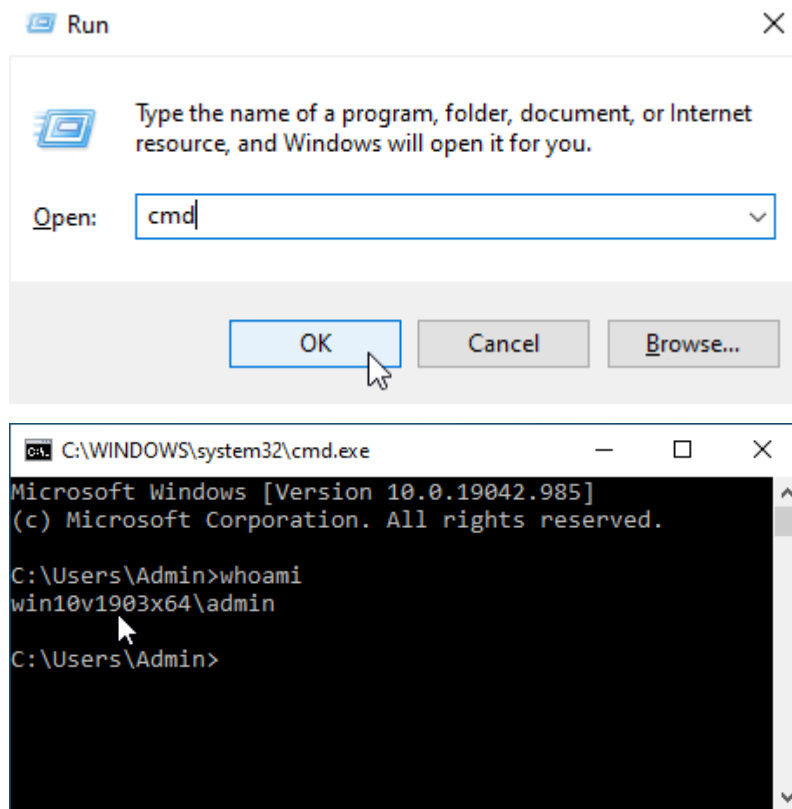 Run
Type the name of a program, folder, document, or Internet
resource, and Windows will open it for you.
Open:
cmd
OK
Cancel
Browse...
C:\WINDOWS\system32\cmd.exe
Microsoft Windows [Version 10.0.19042.985]
(c) Microsoft Corporation. All rights reserved.
C:\Users\Admin>whoami
win10v1903x64\admin
C:\Users\Admin>